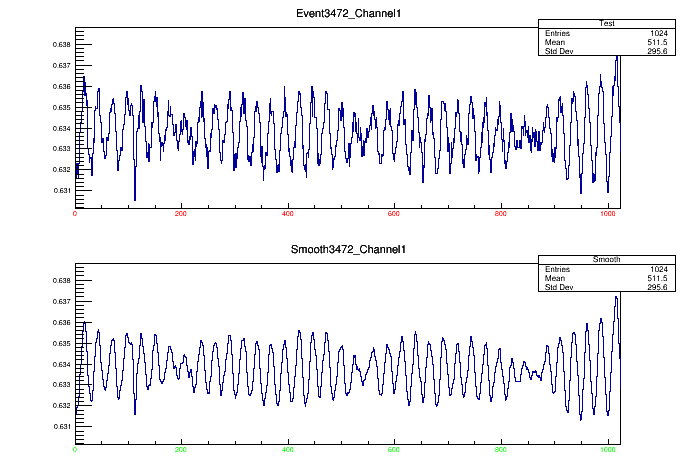 Event3472_Channel1
Test
Entries 1024
Mean 511.5
Std Dev 295.6
0.638
0.637
0.636
0.635
0.634
0.633
0.632
0.631
0 200 400 600 800 1000
Smooth3472_Channel1
Smooth
Entries 1024
Mean 511.5
Std Dev 295.6
0.638
0.637
0.636
0.635
0.634
0.633
0.632
0.631
0 200 400 600 800 1000